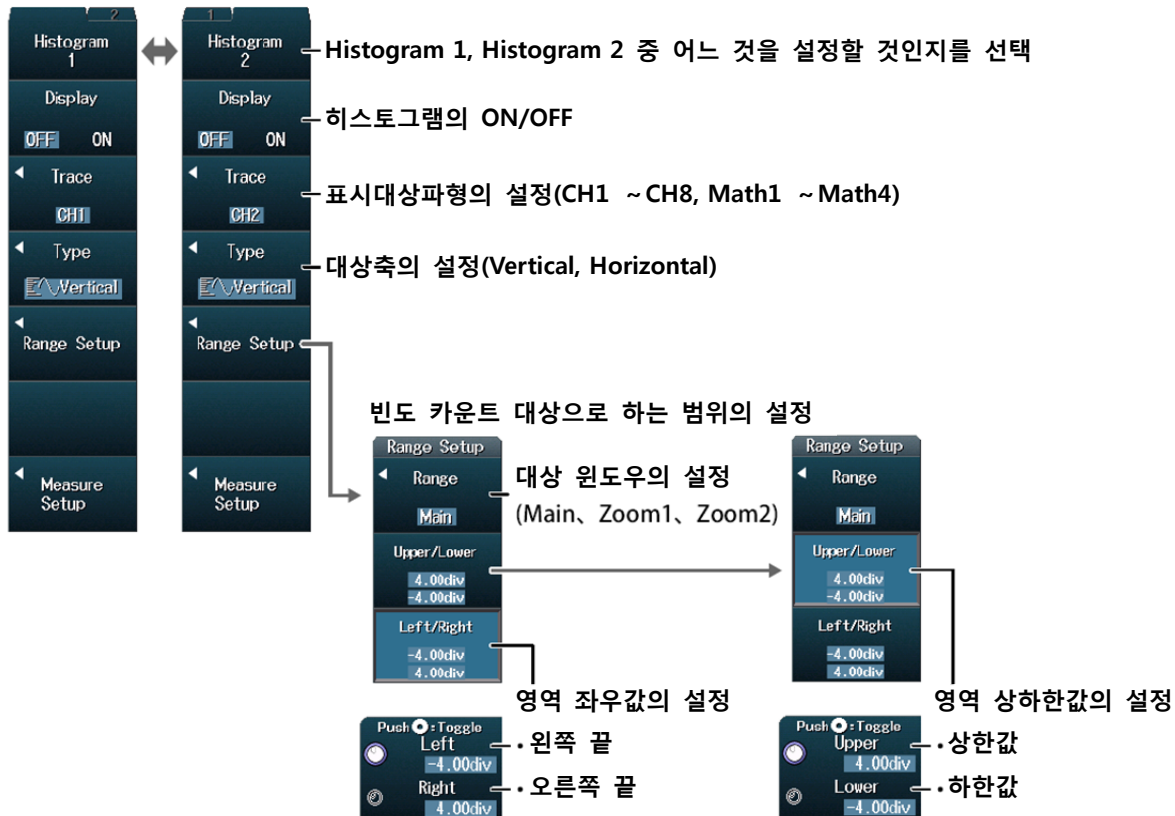 2
Histogram
1
Display
OFF ON
Trace
CH1
Type
Vertical
Range Setup
Measure
Setup
1
Histogram
2
Display
OFF ON
Trace
CH2
Type
Vertical
Range Setup
Measure
Setup
Histogram 1, Histogram 2 중 어느 것을 설정할 것인지를 선택
히스토그램의 ON/OFF
표시대상파형의 설정(CH1 ~CH8, Math1 ~Math4)
대상축의 설정(Vertical, Horizontal)
빈도 카운트 대상으로 하는 범위의 설정
Range Setup
Range
Main
Upper/Lower
4.00div
-4.00div
Left/Right
-4.00div
4.00div
대상 윈도우의 설정
(Main、Zoom1、Zoom2)
영역 좌우값의 설정
Push :Toggle
Left
-4.00div
Right
4.00div
·왼쪽 끝
·오른쪽 끝
Range Setup
Range
Main
Upper/Lower
4.00div
-4.00div
Left/Right
-4.00div
4.00div
영역 상하한값의 설정
Push :Toggle
Upper
4.00div
Lower
-4.00div
·상한값
·하한값